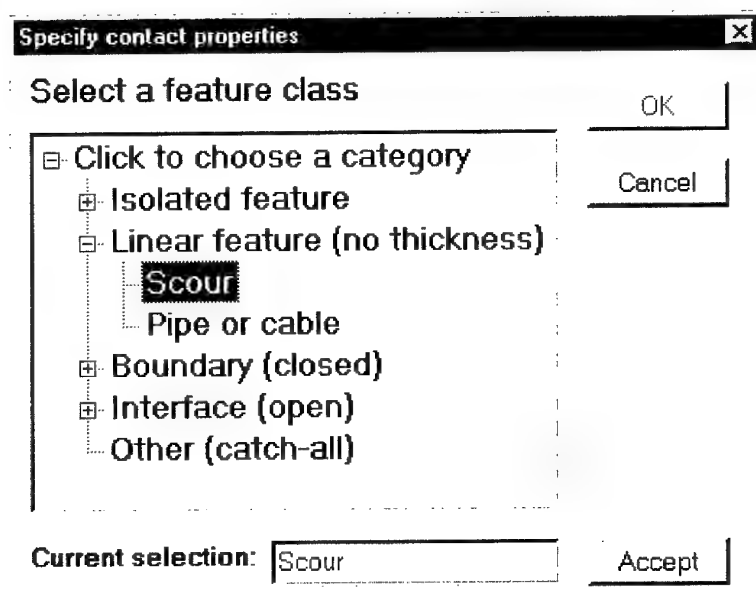 Specify contact properties
Select a feature class
OK
Click to choose a category
Cancel
Isolated feature
Linear feature (no thickness)
Scour
Pipe or cable
Boundary (closed)
Interface (open)
Other (catch-all)
Current selection: Scour
Accept